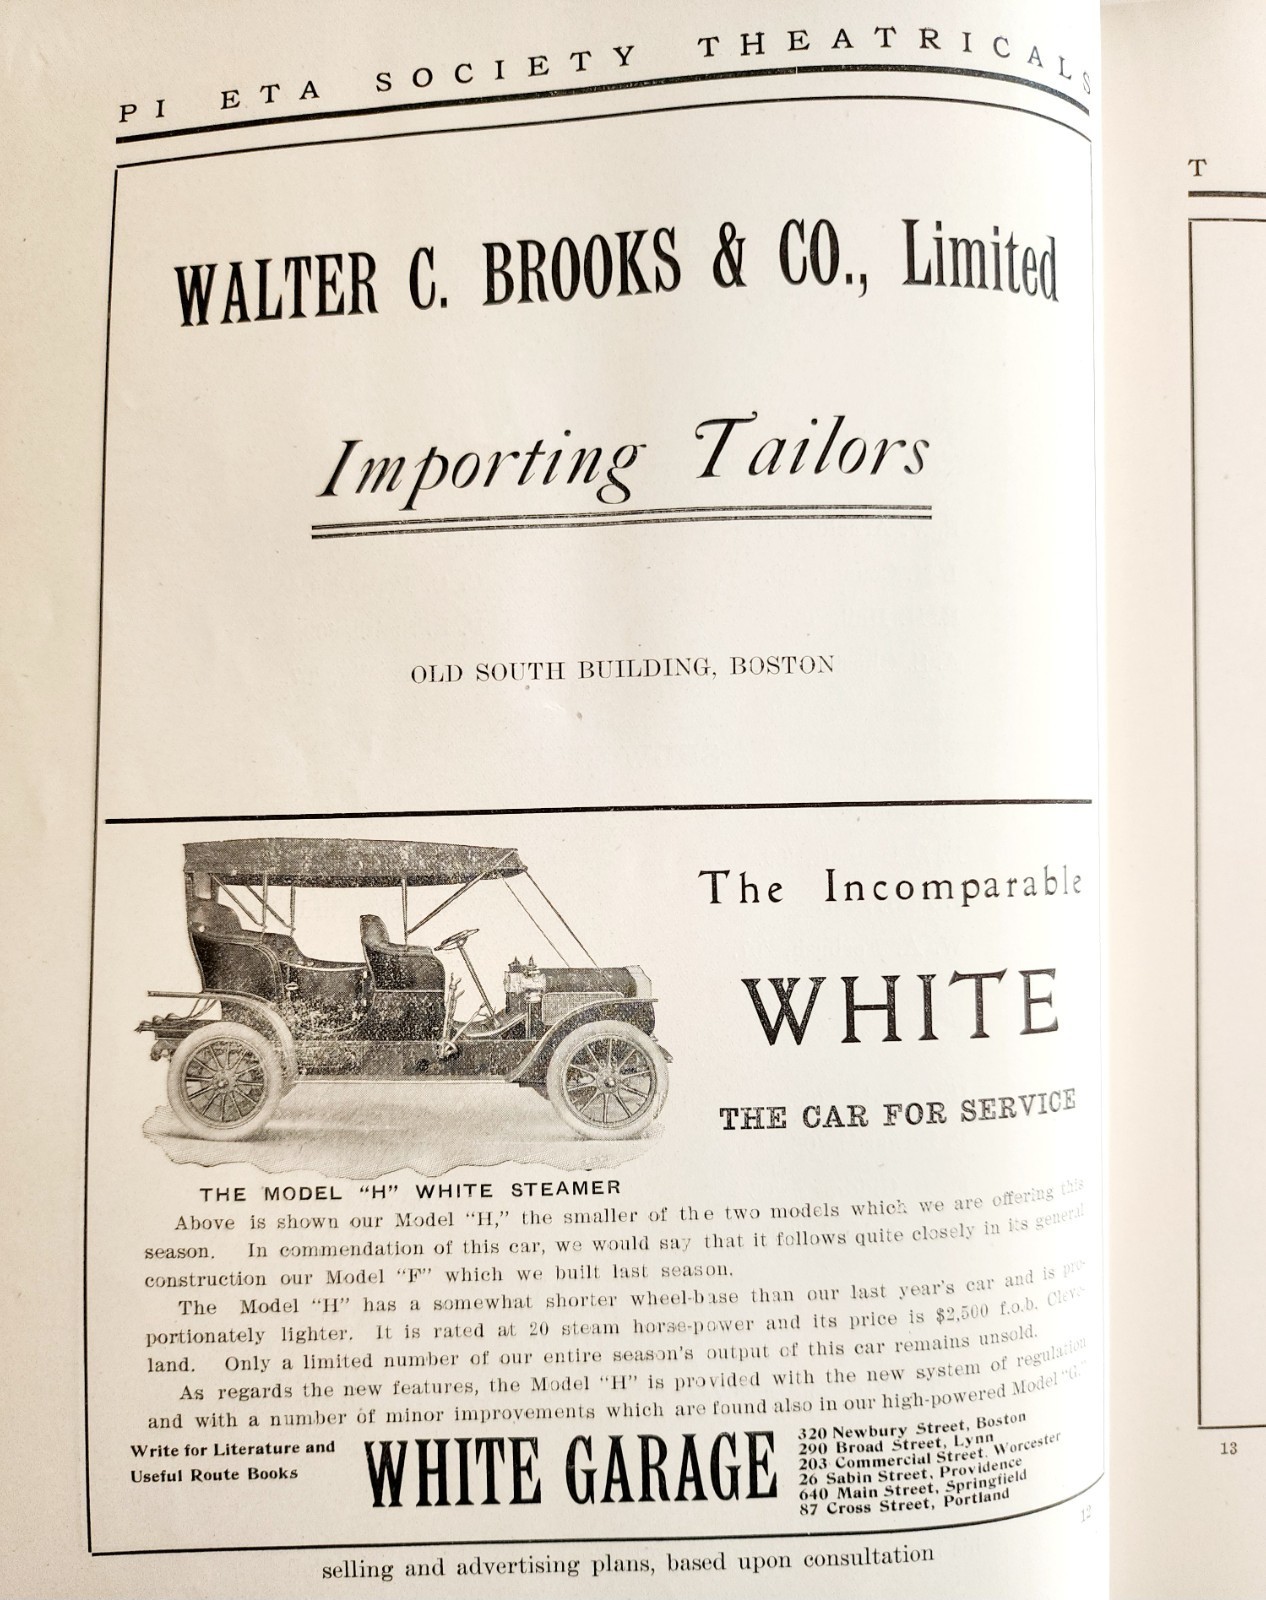 PI ETA SOCIETY THEATRICALS
WALTER C. BROOKS & CO., Limited
Importing Tailors
OLD SOUTH BUILDING, BOSTON
The Incomparable
WHITE
THE CAR FOR SERVICE
THE MODEL “H” WHITE STEAMER
Above is shown our Model “H,” the smaller of the two models which we are offering this
season. In commendation of this car, we would say that it follows quite closely in its general
construction our Model “F” which we built last season.
The Model “H” has a somewhat shorter wheel-base than our last year's car and is pro-
portionately lighter. It is rated at 20 steam horse-power and its price is $2,500 f.o.b. Cleve-
land. Only a limited number of our entire season's output of this car remains unsold.
As regards the new features, the Model “H” is provided with the new system of regulation
and with a number of minor improvements which are found also in our high-powered Model “G.”
Write for Literature and
Useful Route Books
WHITE GARAGE
320 Newbury Street, Boston
290 Broad Street, Lynn
203 Commercial Street, Worcester
26 Sabin Street, Providence
640 Main Street, Springfield
87 Cross Street, Portland
12
selling and advertising plans, based upon consultation
T
13